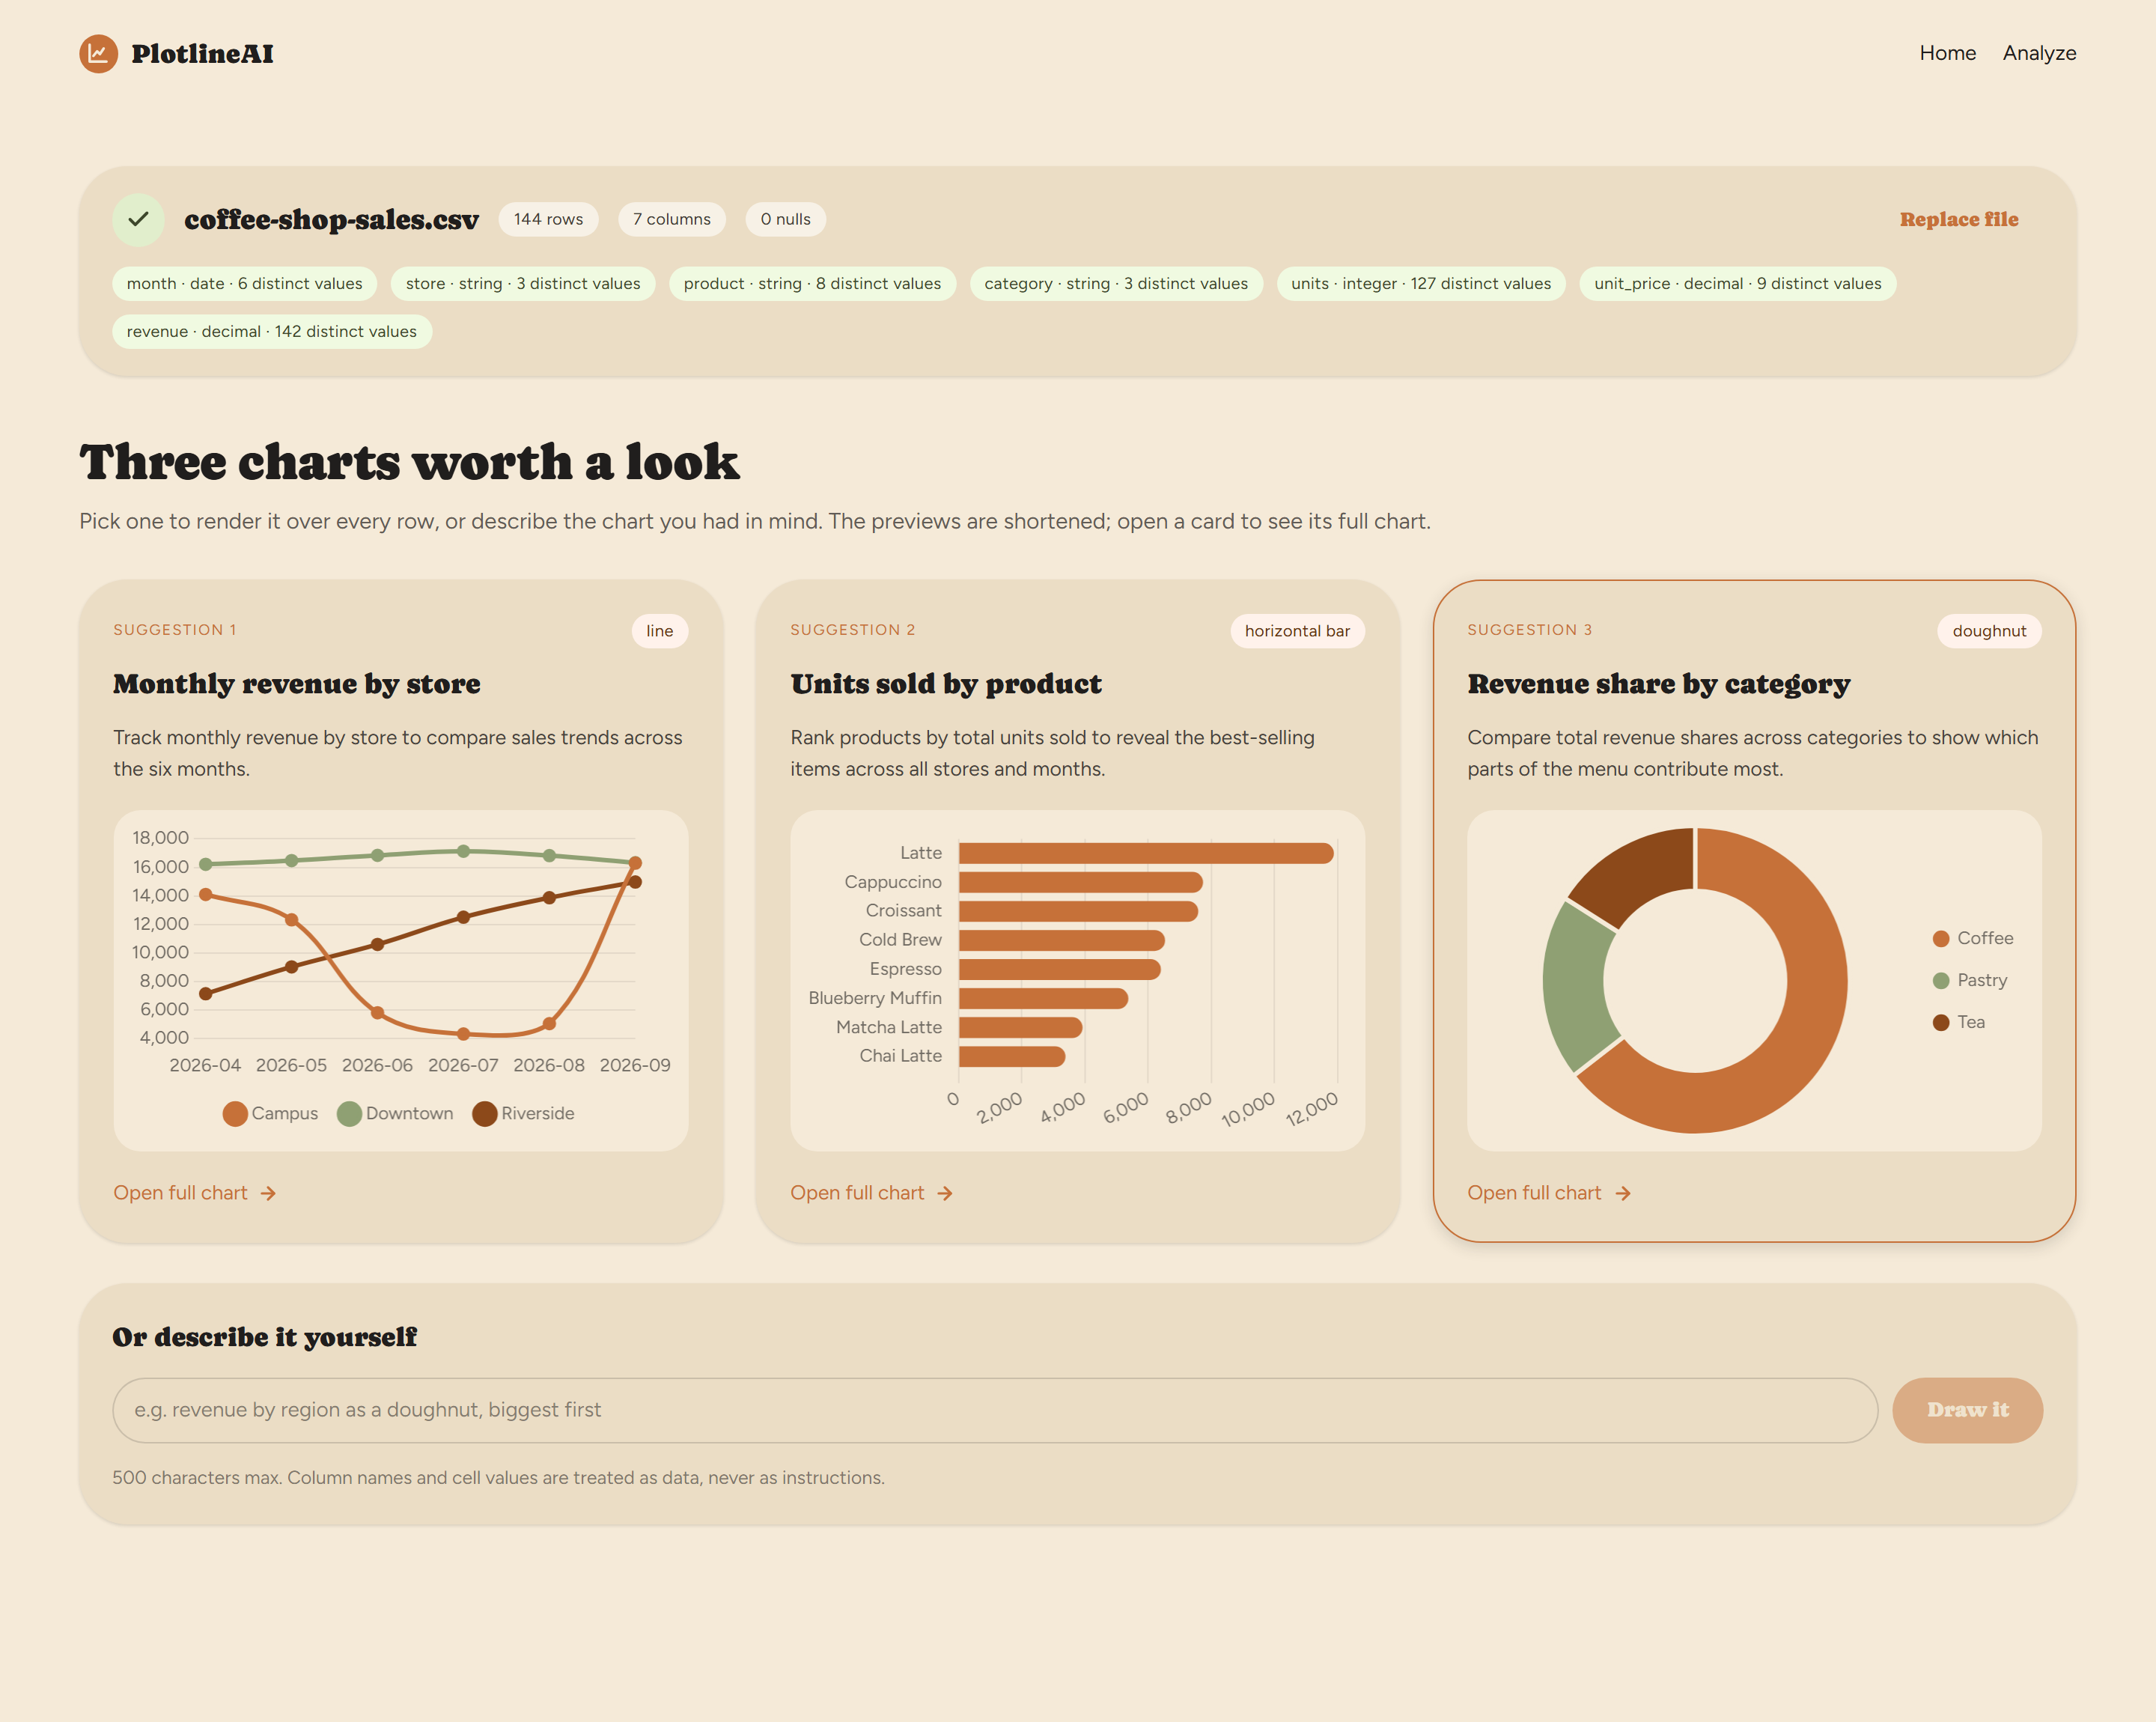 PlotlineAI
Home Analyze
coffee-shop-sales.csv 144 rows 7 columns 0 nulls Replace file
month · date · 6 distinct values store · string · 3 distinct values product · string · 8 distinct values category · string · 3 distinct values units · integer · 127 distinct values unit_price · decimal · 9 distinct values
revenue · decimal · 142 distinct values
Three charts worth a look
Pick one to render it over every row, or describe the chart you had in mind. The previews are shortened; open a card to see its full chart.
SUGGESTION 1 line
Monthly revenue by store
Track monthly revenue by store to compare sales trends across
the six months.
18,000
16,000
14,000
12,000
10,000
8,000
6,000
4,000
2026-04 2026-05 2026-06 2026-07 2026-08 2026-09
Campus Downtown Riverside
Open full chart →
SUGGESTION 2 horizontal bar
Units sold by product
Rank products by total units sold to reveal the best-selling
items across all stores and months.
Latte
Cappuccino
Croissant
Cold Brew
Espresso
Blueberry Muffin
Matcha Latte
Chai Latte
0 2,000 4,000 6,000 8,000 10,000 12,000
Open full chart →
SUGGESTION 3 doughnut
Revenue share by category
Compare total revenue shares across categories to show which
parts of the menu contribute most.
Coffee
Pastry
Tea
Open full chart →
Or describe it yourself
e.g. revenue by region as a doughnut, biggest first Draw it
500 characters max. Column names and cell values are treated as data, never as instructions.